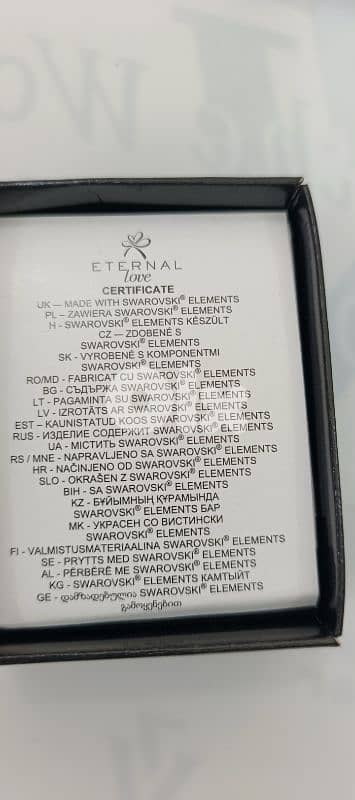 ETERNAL
love
CERTIFICATE
UK — MADE WITH SWAROVSKI® ELEMENTS
PL – ZAWIERA SWAROVSKI® ELEMENTS
H - SWAROVSKI® ELEMENTS KÉSZÜLT
CZ — ZDOBENÉ S
SWAROVSKI® ELEMENTS
SK - VYROBENÉ S KOMPONENTMI
SWAROVSKI® ELEMENTS
RO/MD - FABRICAT CU SWAROVSKI® ELEMENTS
BG - СЪДЪРЖА SWAROVSKI® ELEMENTS
LT - PAGAMINTA SU SWAROVSKI® ELEMENTS
LV - IZROTĀTS AR SWAROVSKI® ELEMENTS
EST – KAUNISTATUD KOOS SWAROVSKI® ELEMENTS
RUS - ИЗДЕЛИЕ СОДЕРЖИТ SWAROVSKI® ELEMENTS
UA - МІСТИТЬ SWAROVSKI® ELEMENTS
RS / MNE - NAPRAVLJENO SA SWAROVSKI® ELEMENTS
HR - NAČINJENO OD SWAROVSKI® ELEMENTS
SLO - OKRAŠEN Z SWAROVSKI® ELEMENTS
BIH - SA SWAROVSKI® ELEMENTS
KZ - БҰЙЫМНЫҢ ҚҰРАМЫНДА
SWAROVSKI® ELEMENTS БАР
MK - УКРАСЕН СО ВИСТИНСКИ
SWAROVSKI® ELEMENTS
FI - VALMISTUSMATERIAALINA SWAROVSKI® ELEMENTS
SE - PRYTTS MED SWAROVSKI® ELEMENTS
AL - PËRBËRË ME SWAROVSKI® ELEMENTS
KG - SWAROVSKI® ELEMENTS КАМТЫЙТ
GE - დამზადებულია SWAROVSKI® ELEMENTS
გამოყენებით